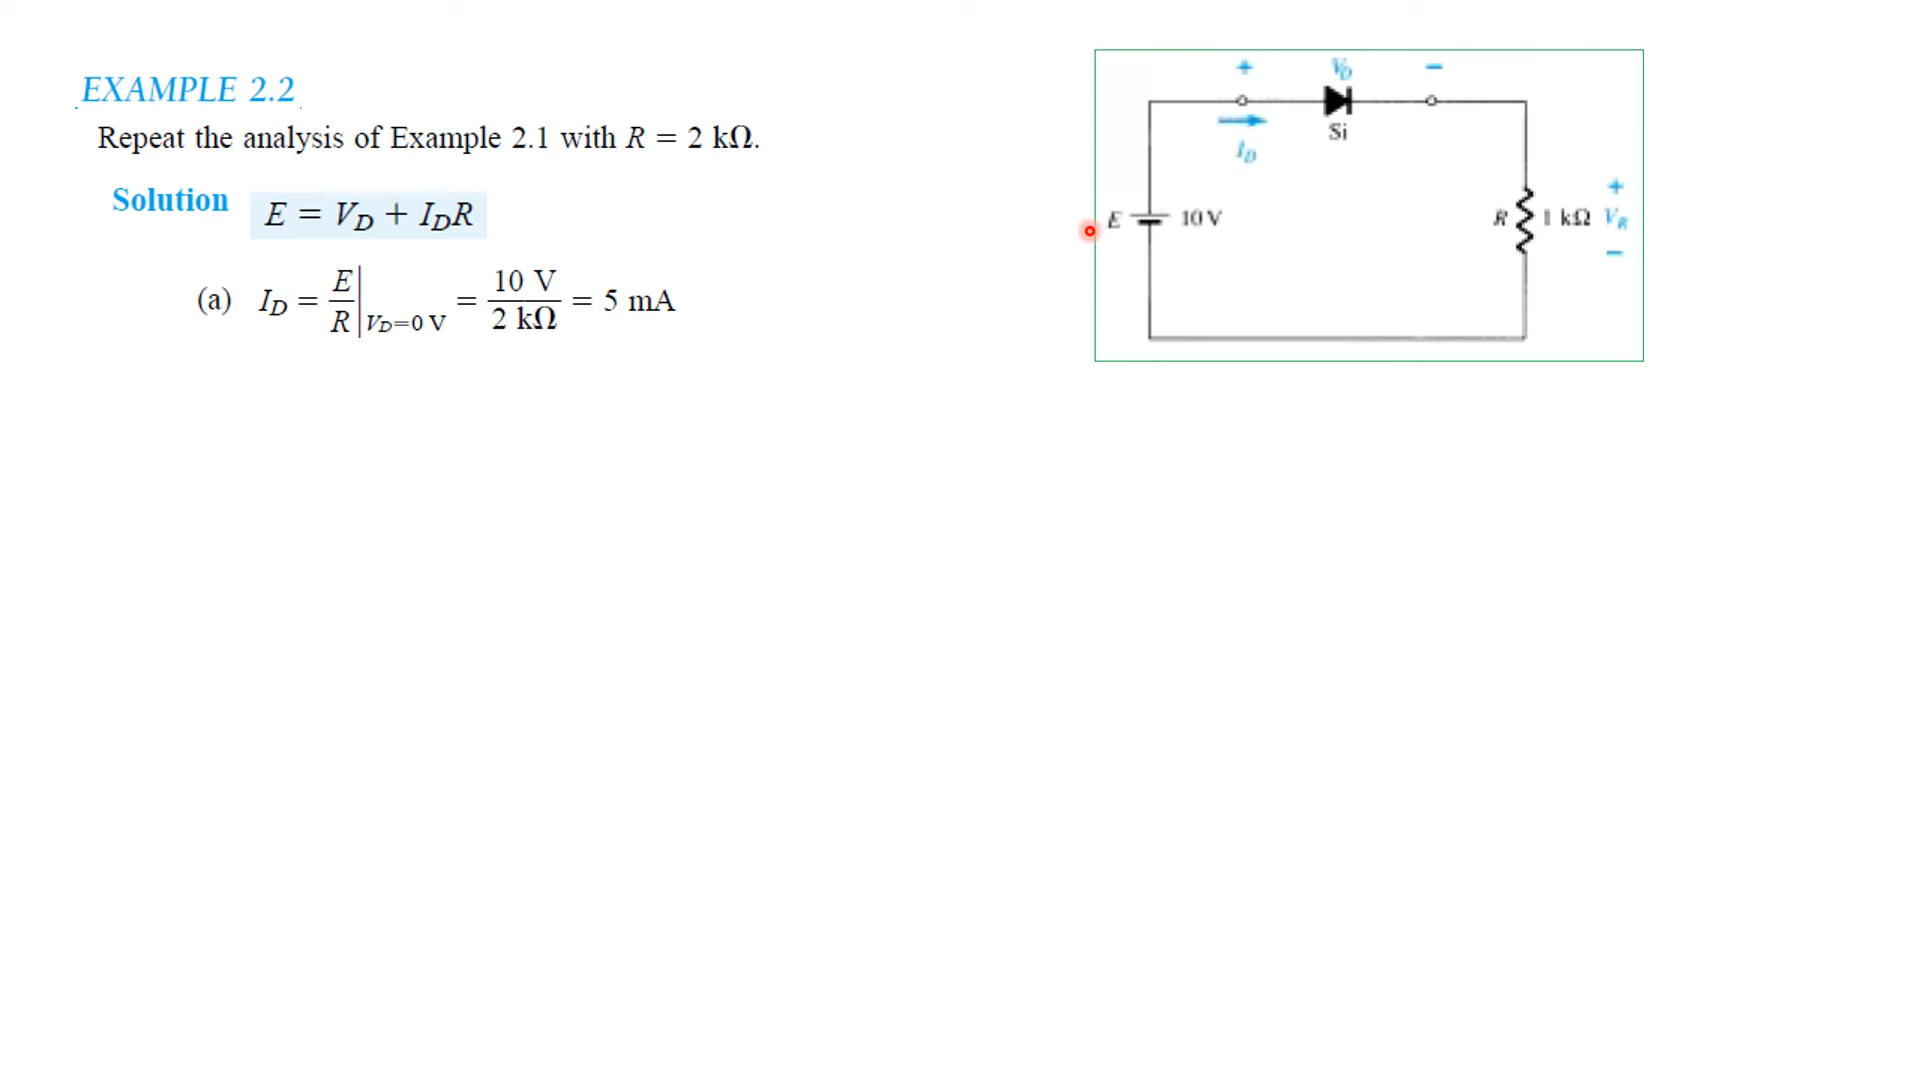 EXAMPLE 2.2
Repeat the analysis of Example 2.1 with R = 2 kΩ.
Solution
E = V_D + I_D R
(a) I_D = E/R |_{V_D=0 V} = 10 V / 2 kΩ = 5 mA
+ V_D −
Si
I_D
E 10 V
R 1 kΩ
+
V_R
−